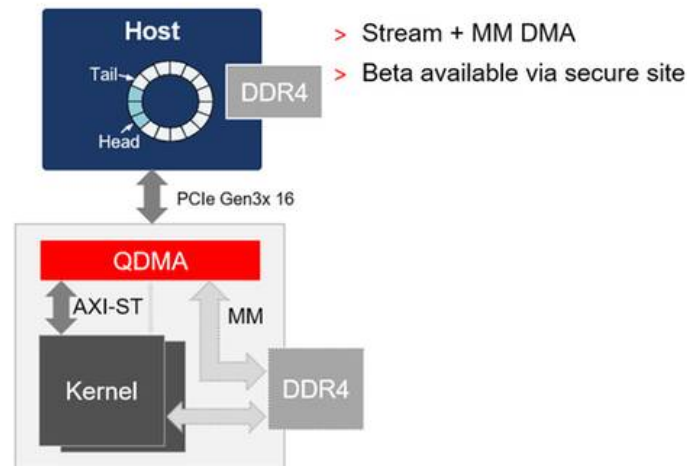 Host
Tail
Head
DDR4
> Stream + MM DMA
> Beta available via secure site
PCIe Gen3x 16
QDMA
AXI-ST
MM
Kernel
DDR4